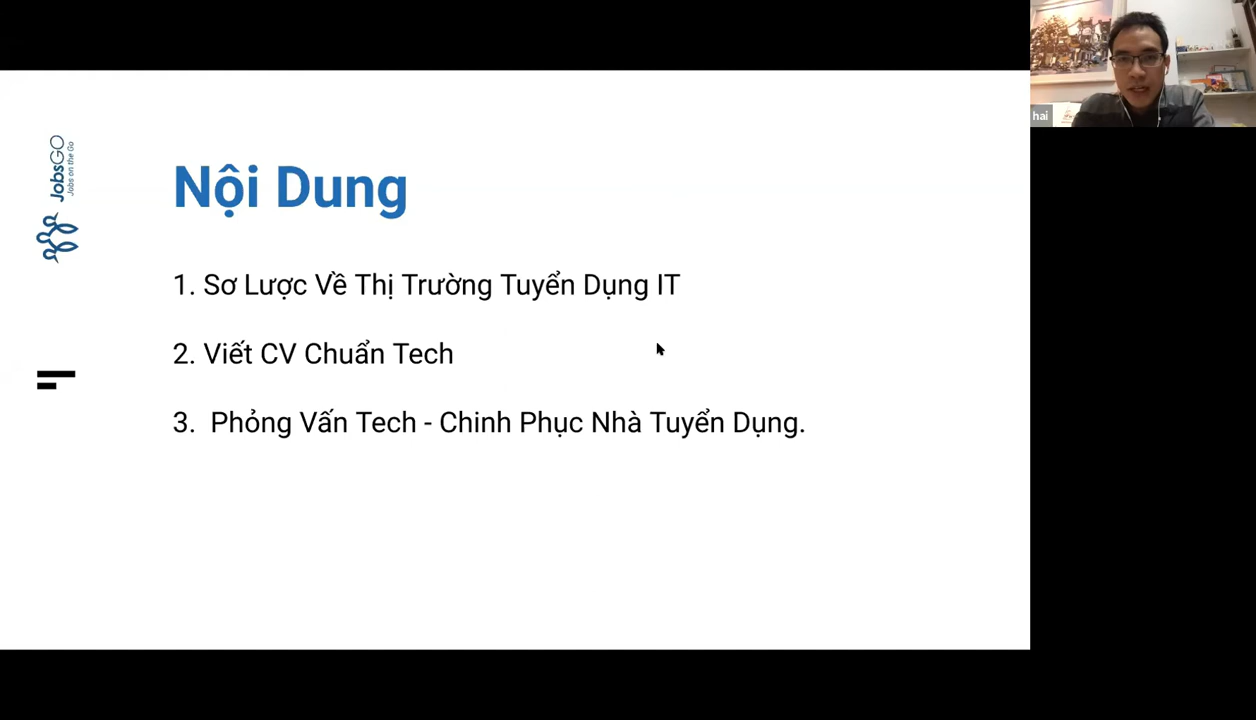 JobsGO
Jobs on the Go
Nội Dung
1. Sơ Lược Về Thị Trường Tuyển Dụng IT
2. Viết CV Chuẩn Tech
3. Phỏng Vấn Tech - Chinh Phục Nhà Tuyển Dụng.
hai